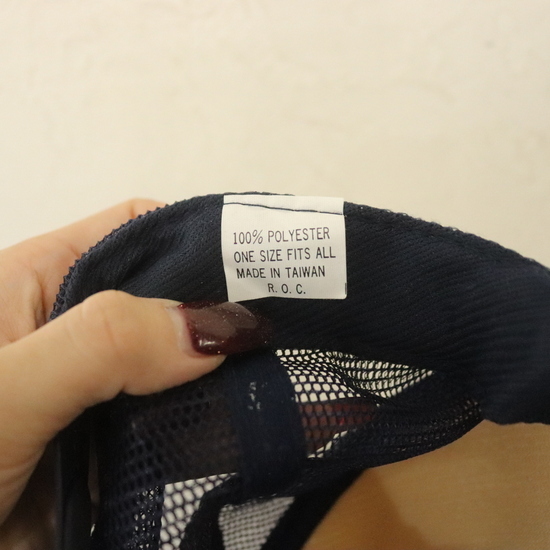 100% POLYESTER
ONE SIZE FITS ALL
MADE IN TAIWAN
R. O. C.